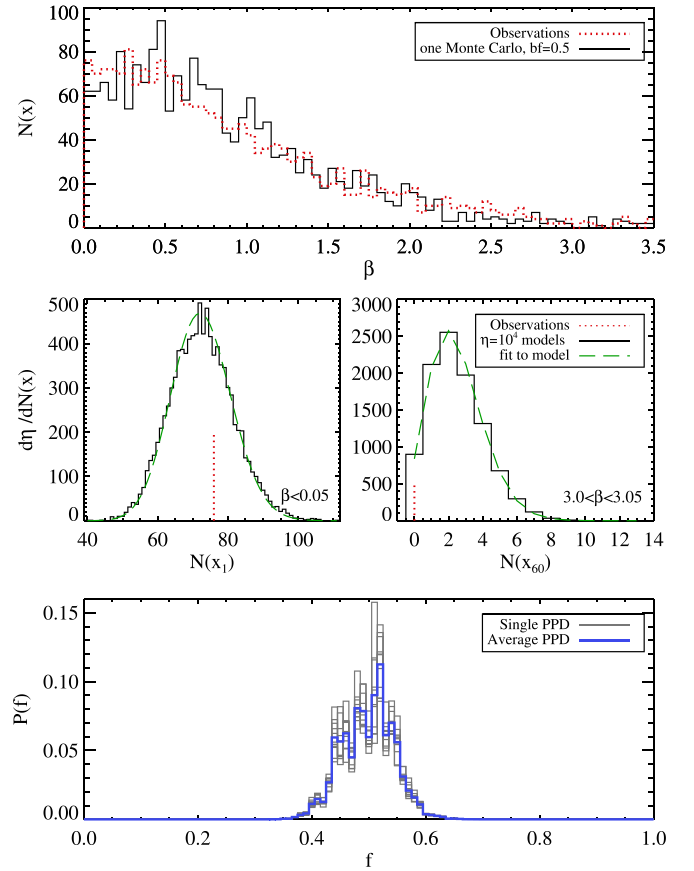 100
80
60
40
20
0
N(x)
Observations
one Monte Carlo, bf=0.5
0.0 0.5 1.0 1.5 2.0 2.5 3.0 3.5
β
500
400
300
200
100
0
dη/dN(x)
β<0.05
40 60 80 100
N(x₁)
3000
2500
2000
1500
1000
500
0
Observations
η=10⁴ models
fit to model
3.0<β<3.05
0 2 4 6 8 10 12 14
N(x₆₀)
0.15
0.10
0.05
0.00
P(f)
Single PPD
Average PPD
0.0 0.2 0.4 0.6 0.8 1.0
f